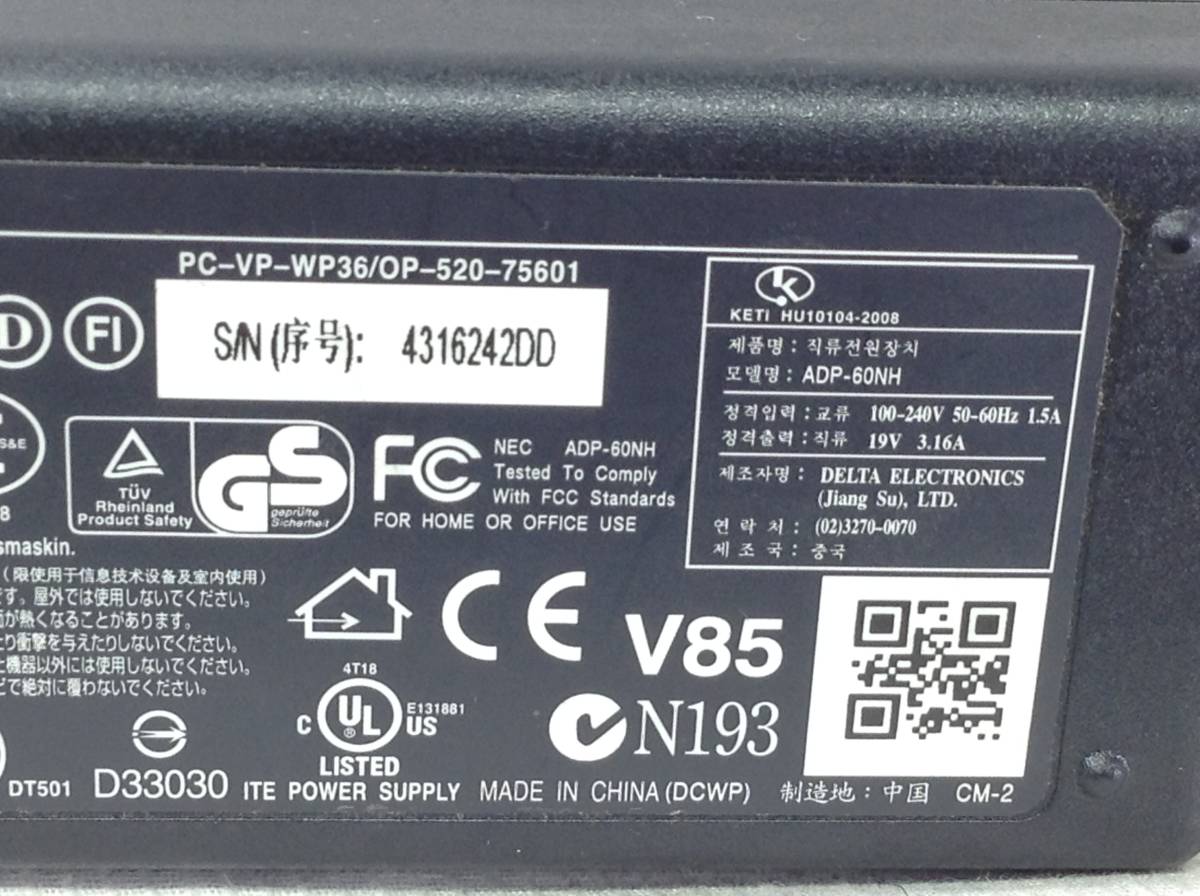 PC-VP-WP36/OP-520-75601
D
FI
S/N (序号): 4316242DD
KETI HU10104-2008
제품명 : 직류전원장치
모델명 : ADP-60NH
정격입력 : 교류 100-240V 50-60Hz 1.5A
정격출력 : 직류 19V 3.16A
제조자명 : DELTA ELECTRONICS
(Jiang Su), LTD.
연 락 처 : (02)3270-0070
제 조 국 : 중국
S&E
8
TÜV
Rheinland
Product Safety
GS
geprüfte
Sicherheit
FC
NEC ADP-60NH
Tested To Comply
With FCC Standards
FOR HOME OR OFFICE USE
smaskin.
(限使用于信息技术设备及室内使用)
です。屋外では使用しないでください。
面が熱くなることがあります。
たり衝撃を与えたりしないでください。
た機器以外には使用しないでください。
どで絶対に覆わないでください。
CE
V85
4T18
C UL US
®
E131881
LISTED
N193
DT501
D33030
ITE POWER SUPPLY
MADE IN CHINA (DCWP)
制造地：中国
CM-2